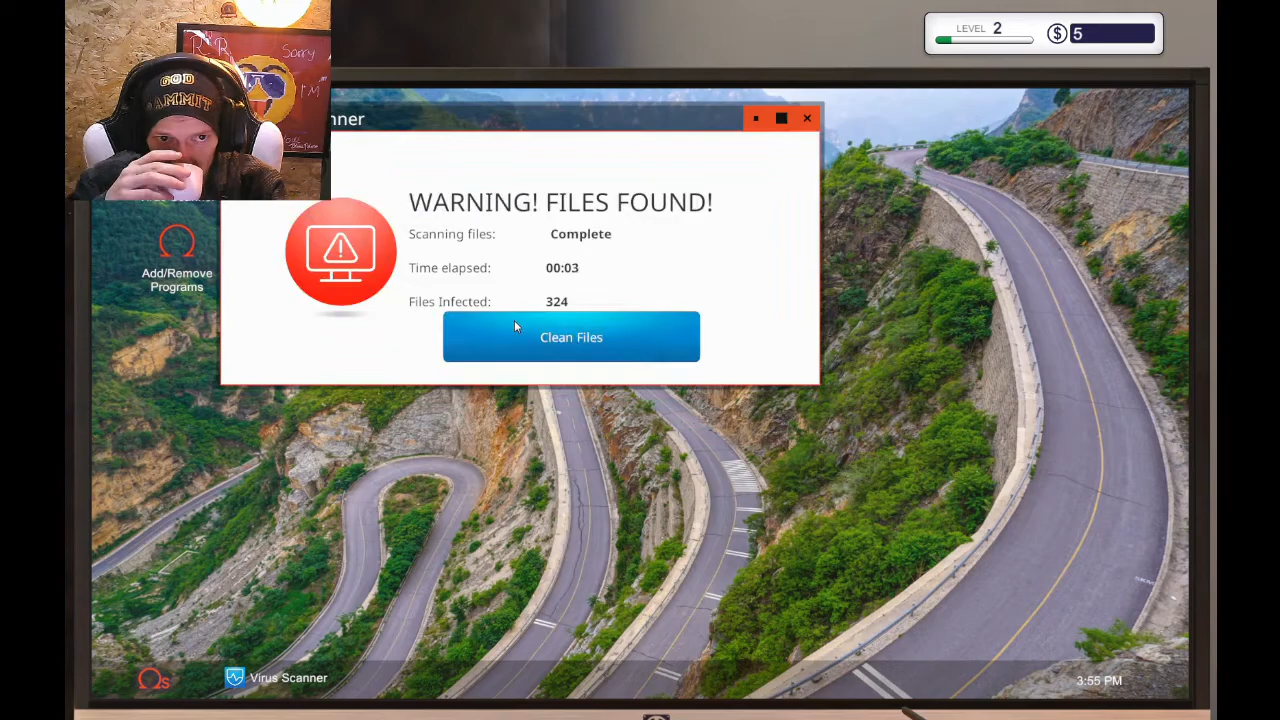 LEVEL 2
$ 5
GOD
AMMIT
Sorry
I'M
nner
WARNING! FILES FOUND!
Scanning files: Complete
Time elapsed: 00:03
Files Infected: 324
Clean Files
Add/Remove
Programs
Virus Scanner
3:55 PM